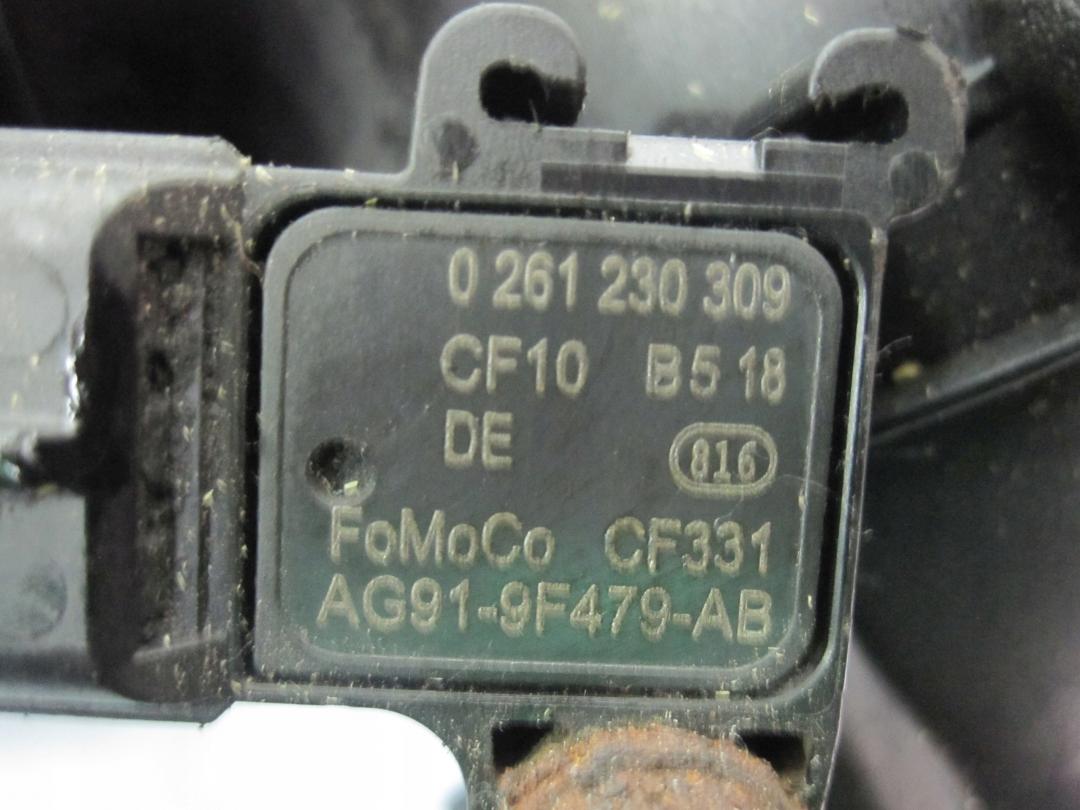 0 261 230 309
CF10 B5 18
DE 816
FoMoCo CF331
AG91-9F479-AB